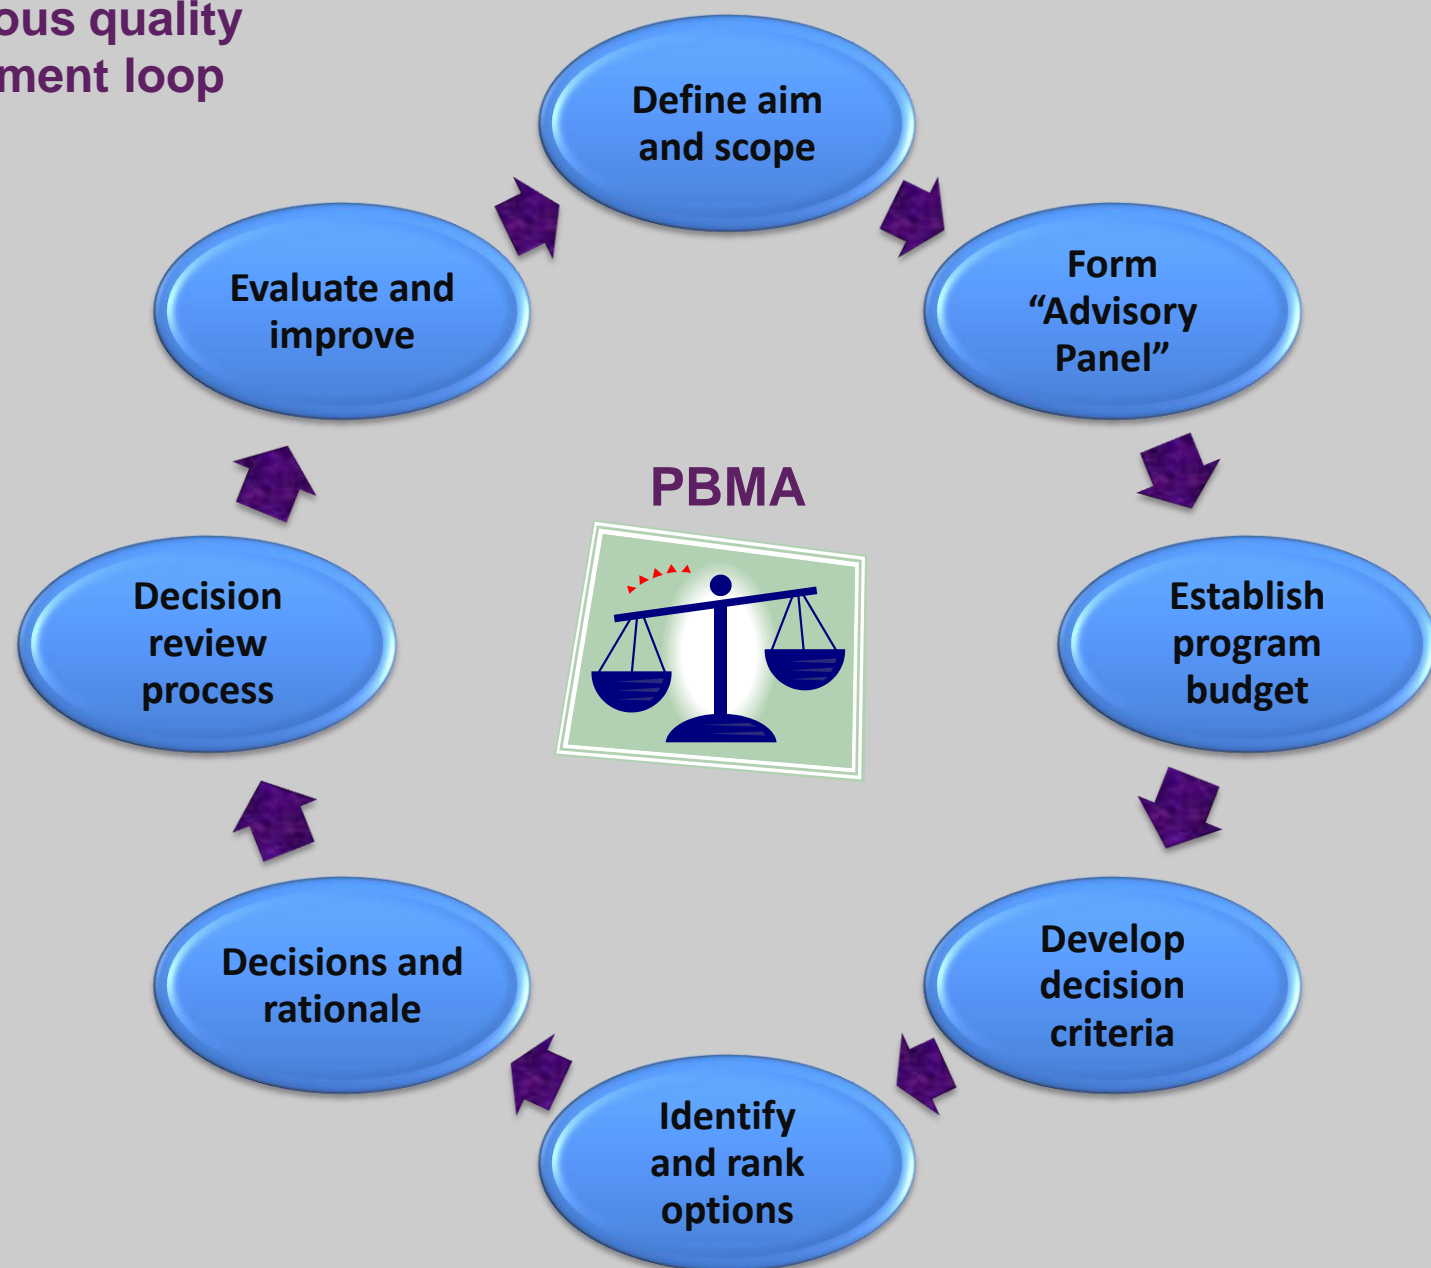 ous quality
ment loop
Define aim
and scope
Form
“Advisory
Panel”
Establish
program
budget
Develop
decision
criteria
Identify
and rank
options
Decisions and
rationale
Decision
review
process
Evaluate and
improve
PBMA